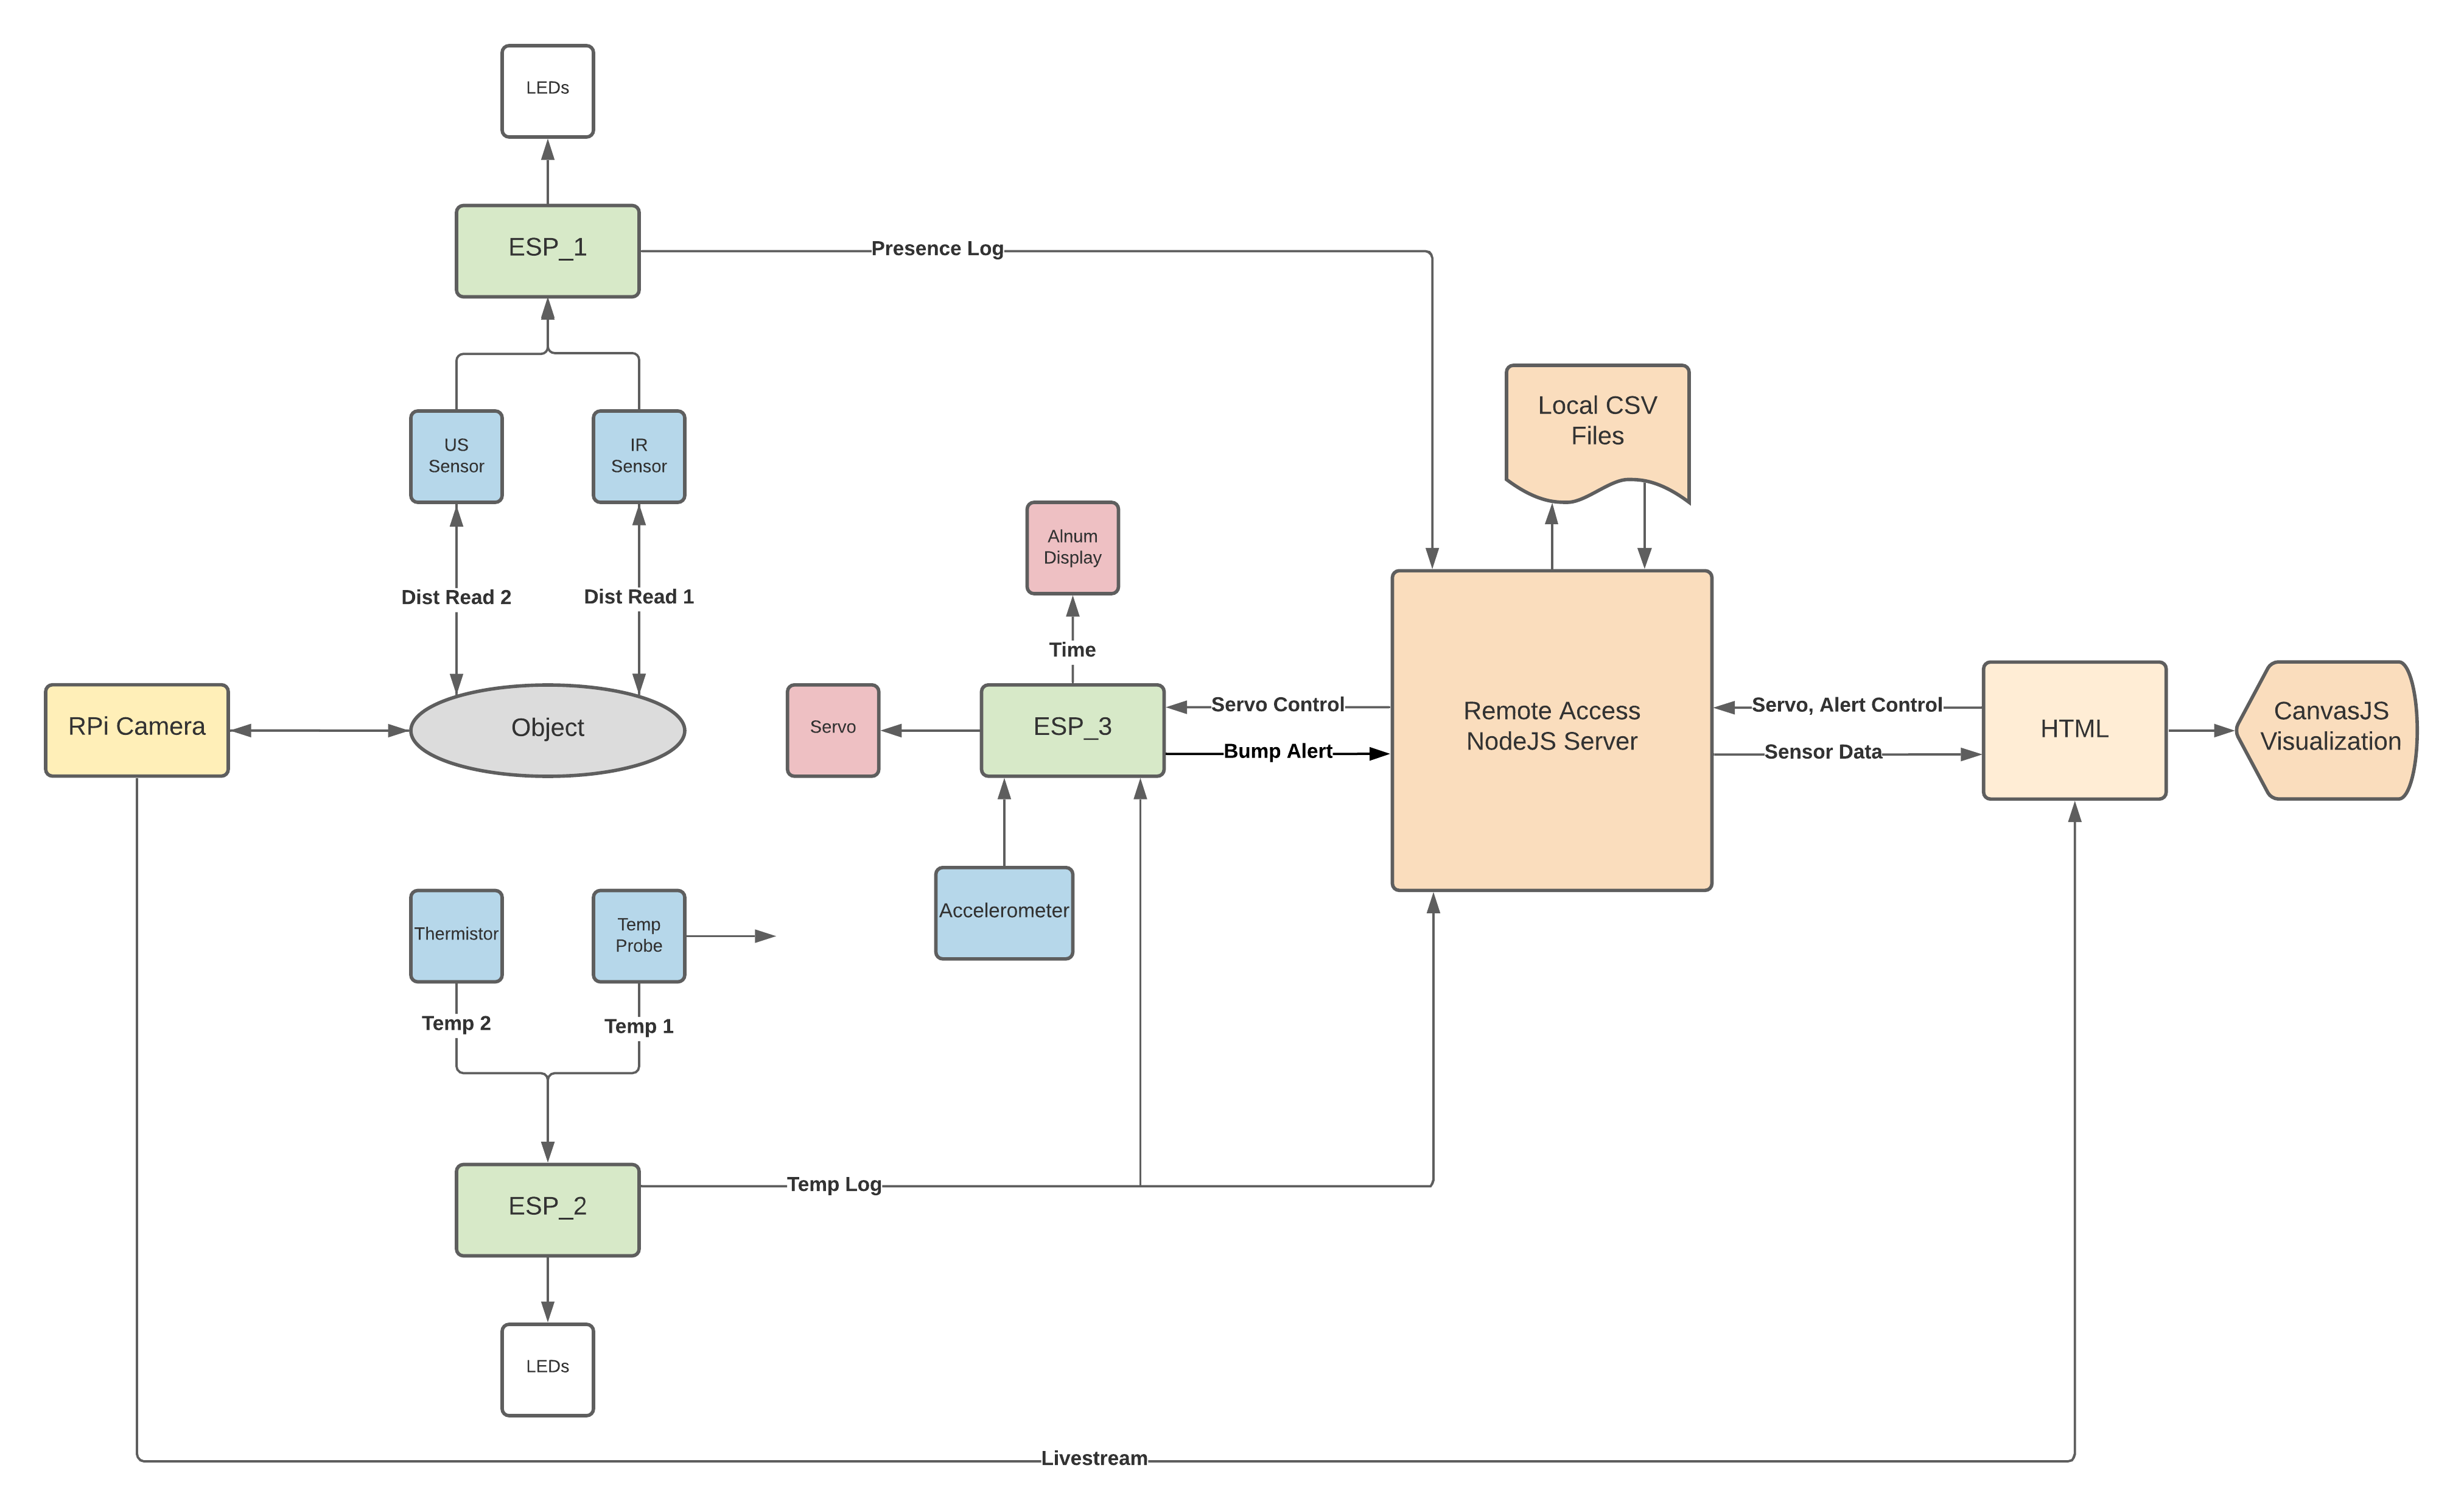 LEDs
ESP_1
Presence Log
Local CSV
Files
US
Sensor
IR
Sensor
Alnum
Display
Dist Read 2
Dist Read 1
Time
RPi Camera
Object
Servo
ESP_3
Servo Control
Bump Alert
Remote Access
NodeJS Server
Servo, Alert Control
Sensor Data
HTML
CanvasJS
Visualization
Thermistor
Temp
Probe
Accelerometer
Temp 2
Temp 1
ESP_2
Temp Log
LEDs
Livestream